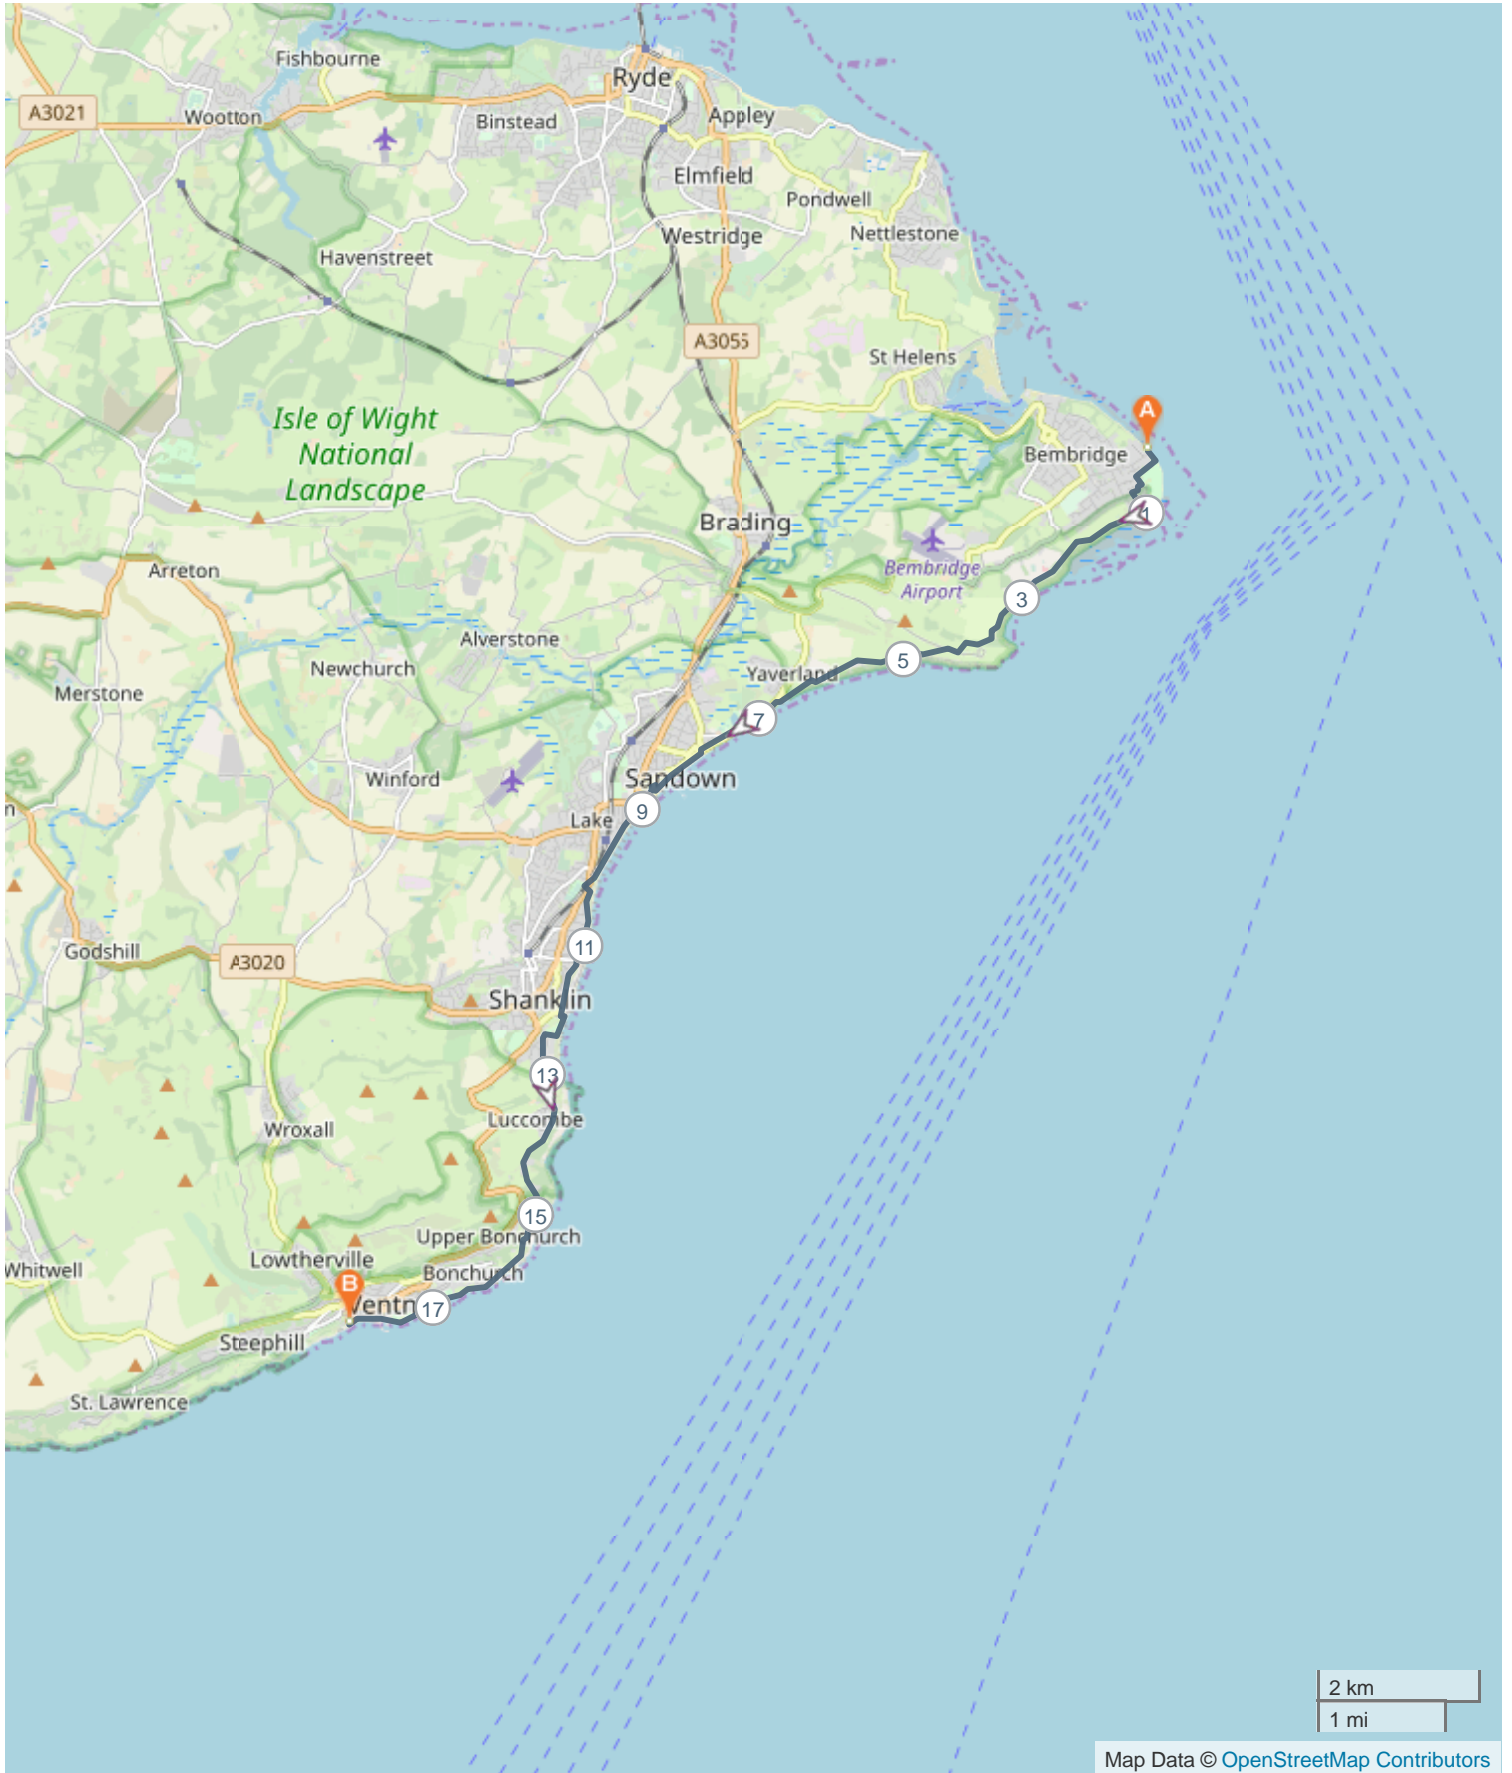 Fishbourne
Ryde
A3021
Wootton
Binstead
Appley
Elmfield
Pondwell
Nettlestone
Westridge
Havenstreet
A3055
St Helens
A
Isle of Wight
National
Landscape
Bembridge
Brading
1
Bembridge
Airport
Arreton
3
Alverstone
5
Newchurch
Yaverland
Merstone
7
Winford
Sandown
9
Lake
Godshill
A3020
11
Shanklin
13
Luccombe
Wroxall
15
Upper Bonchurch
Lowtherville
Whitwell
Bonchurch
B
Ventn
17
Steephill
St. Lawrence
2 km
1 mi
Map Data © OpenStreetMap Contributors